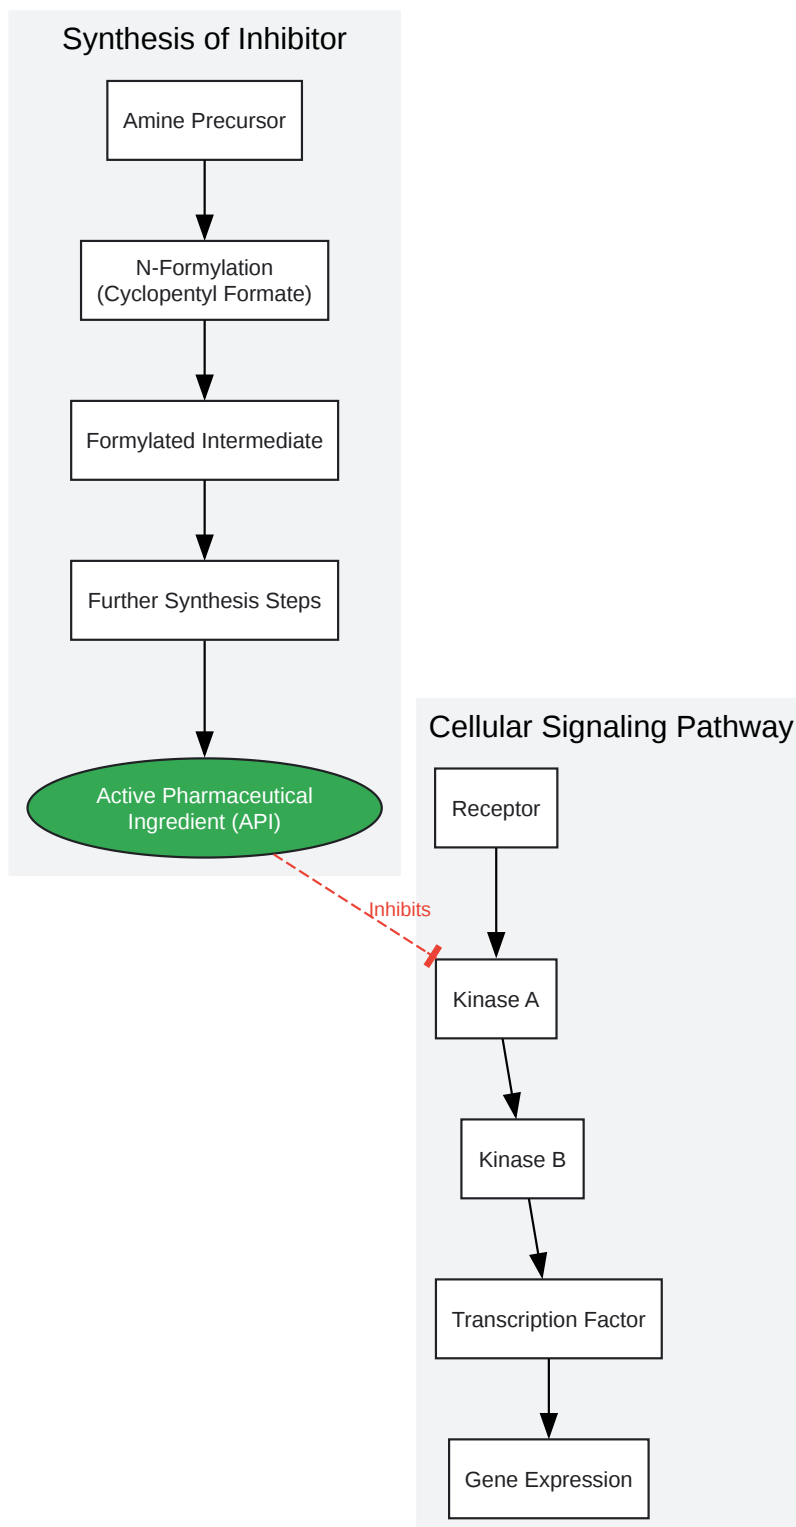 Synthesis of Inhibitor
Amine Precursor
N-Formylation
(Cyclopentyl Formate)
Formylated Intermediate
Further Synthesis Steps
Active Pharmaceutical
Ingredient (API)
Inhibits
Cellular Signaling Pathway
Receptor
Kinase A
Kinase B
Transcription Factor
Gene Expression